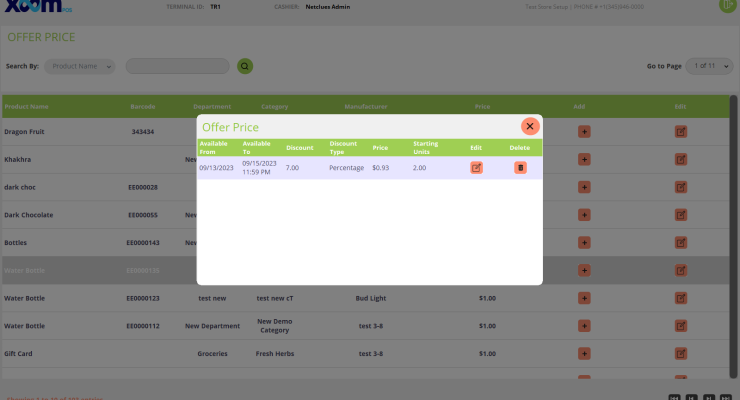 xoom POS
TERMINAL ID: TR1 CASHIER: Netclues Admin Test Store Setup | PHONE # +1(345)946-0000
OFFER PRICE
Search By: Product Name Go to Page 1 of 11
Product Name Barcode Department Category Manufacturer Price Add Edit
Offer Price
Available From Available To Discount Discount Type Price Starting Units Edit Delete
09/13/2023 09/15/2023 11:59 PM 7.00 Percentage $0.93 2.00
Dragon Fruit 343434
Khakhra New
dark choc EE000028
Dark Chocolate EE000055 New
Bottles EE0000143 New
Water Bottle
Water Bottle EE0000123 test new test new cT Bud Light $1.00
Water Bottle EE0000112 New Department New Demo Category test 3-8 $1.00
Gift Card Groceries Fresh Herbs test 3-8 $1.00